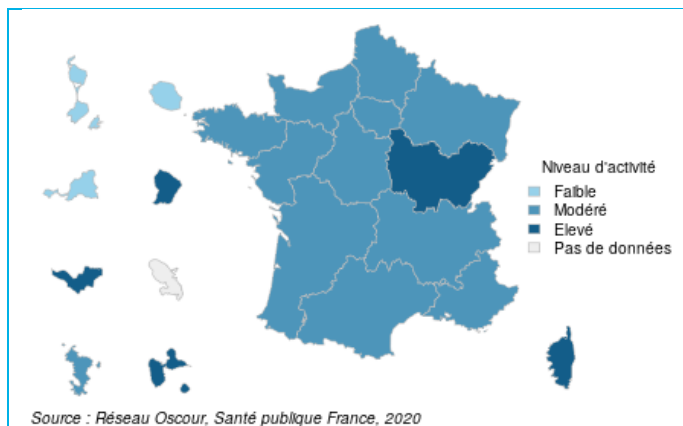 Niveau d'activité
Faible
Modéré
Elevé
Pas de données
Source : Réseau Oscour, Santé publique France, 2020